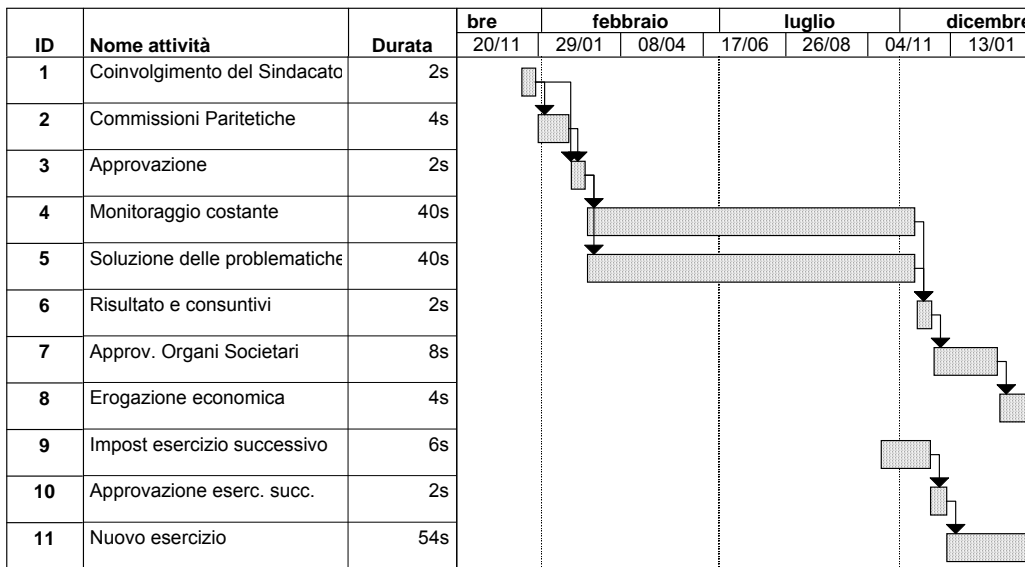 bre febbraio luglio dicembre
ID Nome attività Durata 20/11 29/01 08/04 17/06 26/08 04/11 13/01
1 Coinvolgimento del Sindacato 2s
2 Commissioni Paritetiche 4s
3 Approvazione 2s
4 Monitoraggio costante 40s
5 Soluzione delle problematiche 40s
6 Risultato e consuntivi 2s
7 Approv. Organi Societari 8s
8 Erogazione economica 4s
9 Impost esercizio successivo 6s
10 Approvazione eserc. succ. 2s
11 Nuovo esercizio 54s